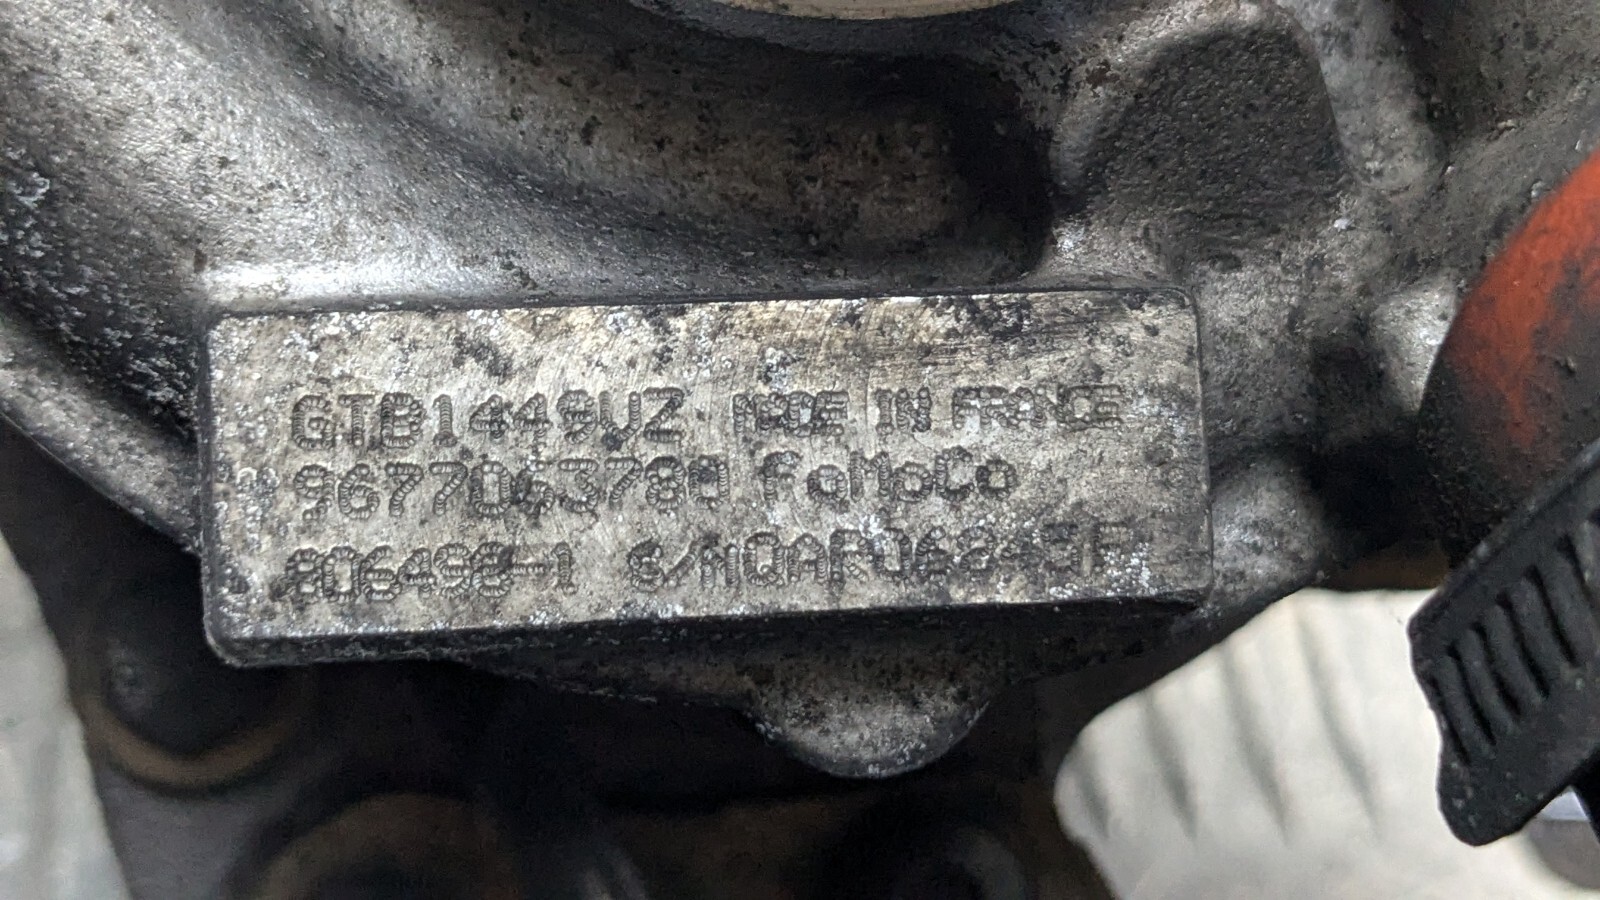 GTB1449VZ MADE IN FRANCE
9677063780 FoMoCo
806498-1